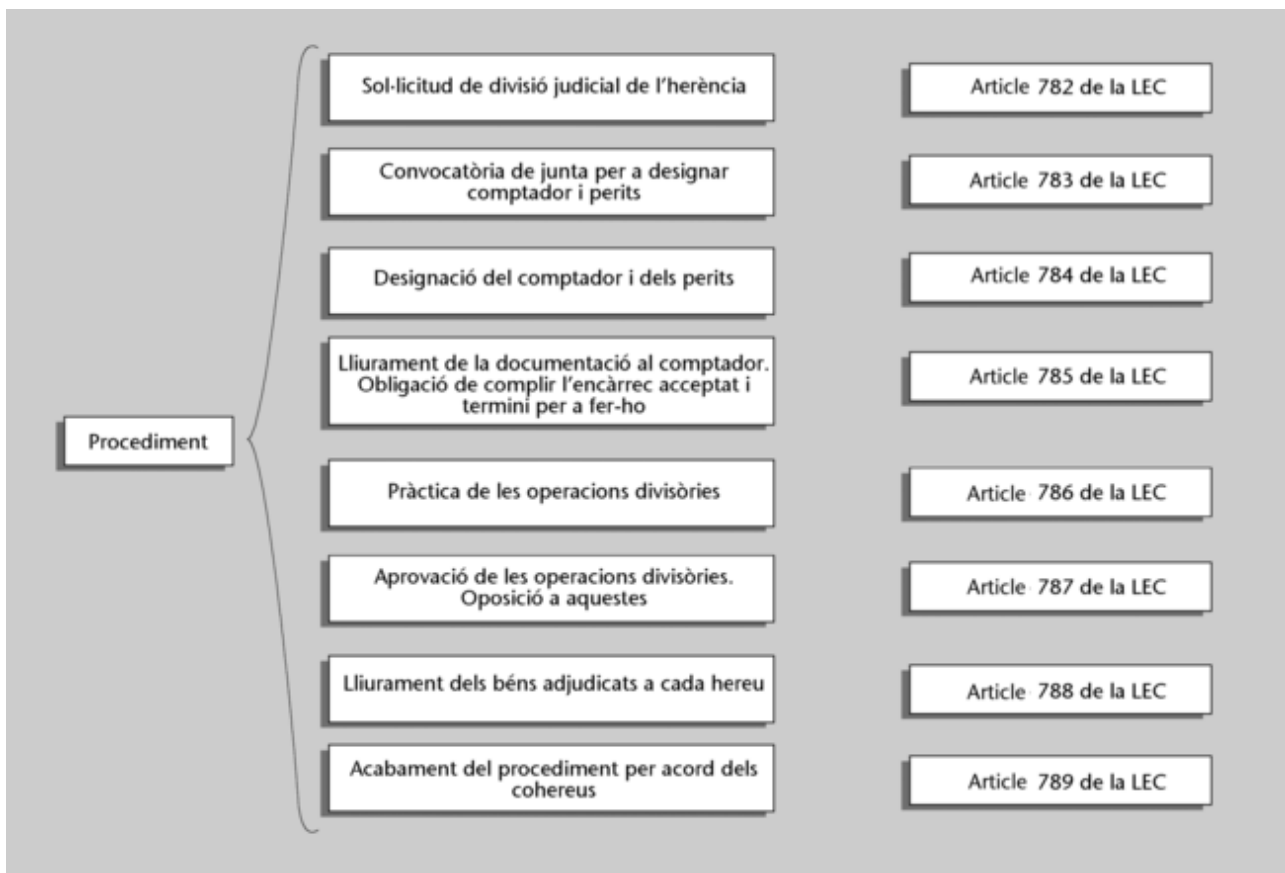 Procediment
Sol·licitud de divisió judicial de l'herència
Article 782 de la LEC
Convocatòria de junta per a designar
comptador i perits
Article 783 de la LEC
Designació del comptador i dels perits
Article 784 de la LEC
Lliurament de la documentació al comptador.
Obligació de complir l'encàrrec acceptat i
termini per a fer-ho
Article 785 de la LEC
Pràctica de les operacions divisòries
Article 786 de la LEC
Aprovació de les operacions divisòries.
Oposició a aquestes
Article 787 de la LEC
Lliurament dels béns adjudicats a cada hereu
Article 788 de la LEC
Acabament del procediment per acord dels
cohereus
Article 789 de la LEC